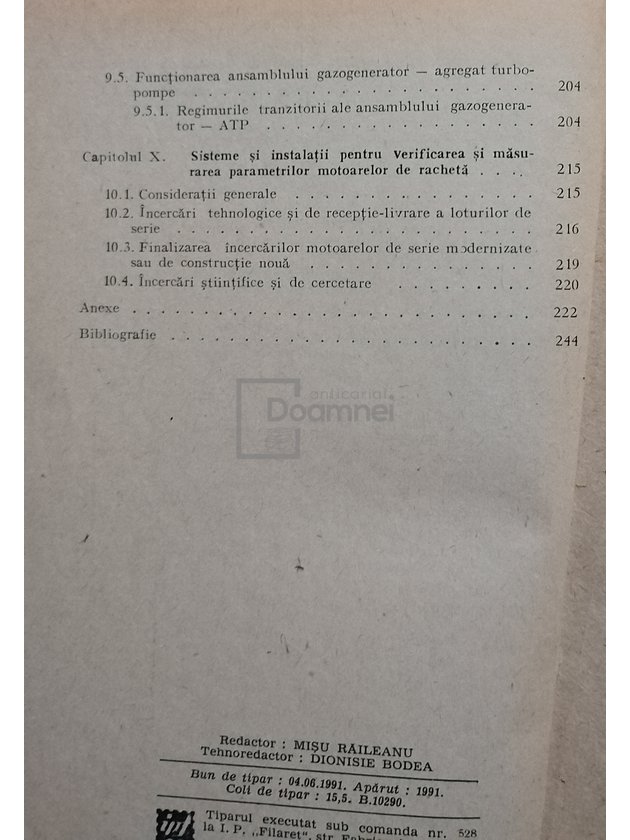 9.5. Funcționarea ansamblului gazogenerator — agregat turbo-
pompe . . . . . . . . . . . . . . . . . . . . 204
9.5.1. Regimurile tranzitorii ale ansamblului gazogenera-
tor — ATP . . . . . . . . . . . . . . . . 204
Capitolul X. Sisteme și instalații pentru verificarea și măsu-
rarea parametrilor motoarelor de rachetă . . . . 215
10.1. Considerații generale . . . . . . . . . . . . . 215
10.2. Încercări tehnologice și de recepție-livrare a loturilor de
serie . . . . . . . . . . . . . . . . . . . . 216
10.3. Finalizarea încercărilor motoarelor de serie modernizate
sau de construcție nouă . . . . . . . . . . . . 219
10.4. Încercări științifice și de cercetare . . . . . . . . 220
Anexe . . . . . . . . . . . . . . . . . . . . . . . 222
Bibliografie . . . . . . . . . . . . . . . . . . . . . 244
anticariat
Doamnei
Redactor : MIȘU RĂILEANU
Tehnoredactor : DIONISIE BODEA
Bun de tipar : 04.06.1991. Apărut : 1991.
Coli de tipar : 15,5. B.10290.
Tiparul executat sub comanda nr. 528
la I. P. „Filaret“, str.